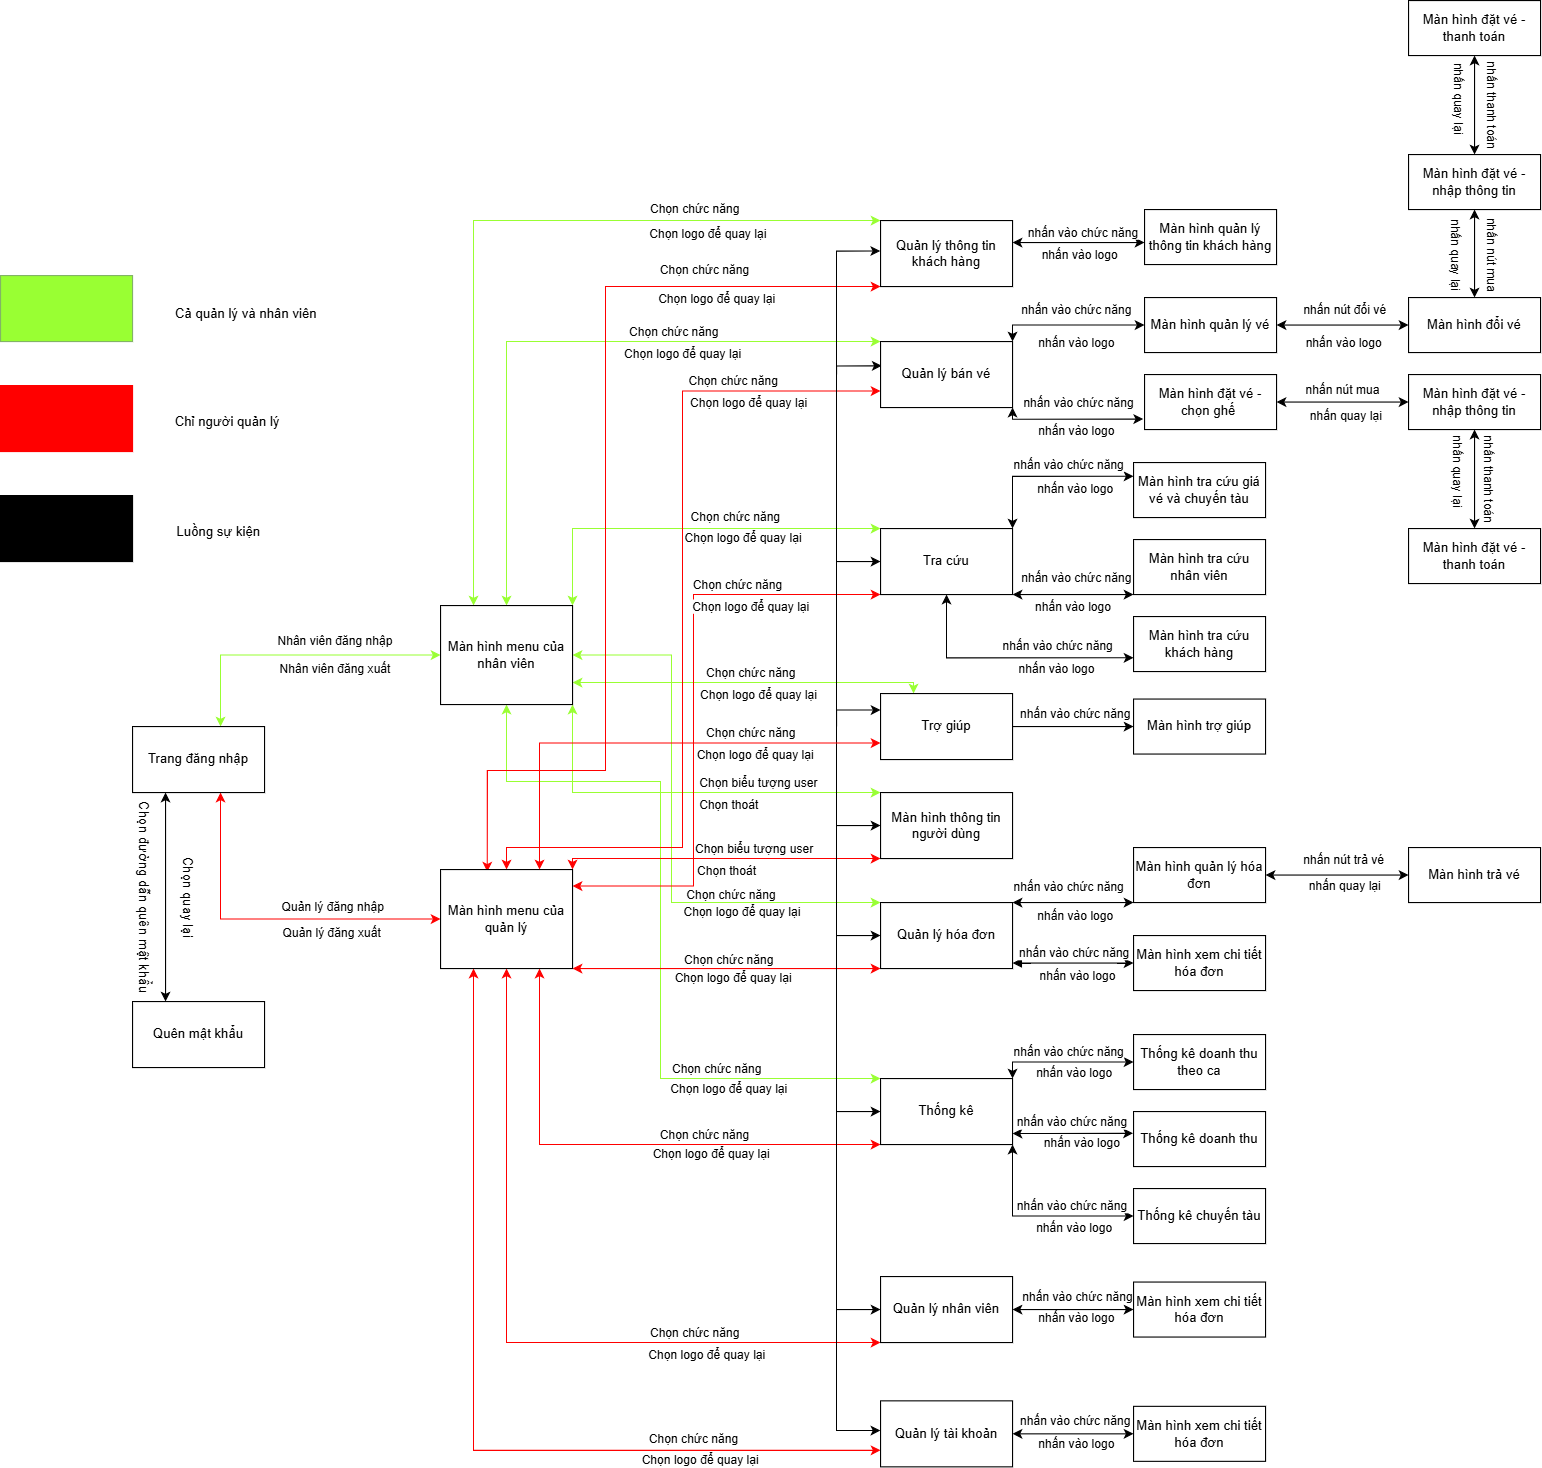 Màn hình đặt vé -
thanh toán
nhấn quay lại
nhấn thanh toán
Màn hình đặt vé -
nhập thông tin
nhấn quay lại
nhấn nút mua
Chọn chức năng
Chọn logo để quay lại
Quản lý thông tin
khách hàng
nhấn vào chức năng
nhấn vào logo
Màn hình quản lý
thông tin khách hàng
Chọn chức năng
Chọn logo để quay lại
Cả quản lý và nhân viên
Chọn chức năng
Chọn logo để quay lại
Quản lý bán vé
nhấn vào chức năng
nhấn vào logo
Màn hình quản lý vé
nhấn nút đổi vé
nhấn vào logo
Màn hình đổi vé
Chọn chức năng
Chọn logo để quay lại
nhấn vào chức năng
nhấn vào logo
Màn hình đặt vé -
chọn ghế
nhấn nút mua
nhấn quay lại
Màn hình đặt vé -
nhập thông tin
Chỉ người quản lý
nhấn quay lại
nhấn thanh toán
Màn hình đặt vé -
thanh toán
Luồng sự kiện
Chọn chức năng
Chọn logo để quay lại
Tra cứu
nhấn vào chức năng
nhấn vào logo
Màn hình tra cứu giá
vé và chuyến tàu
nhấn vào chức năng
nhấn vào logo
Màn hình tra cứu
nhân viên
Chọn chức năng
Chọn logo để quay lại
nhấn vào chức năng
nhấn vào logo
Màn hình tra cứu
khách hàng
Nhân viên đăng nhập
Nhân viên đăng xuất
Màn hình menu của
nhân viên
Chọn chức năng
Chọn logo để quay lại
Trợ giúp
nhấn vào chức năng
Màn hình trợ giúp
Chọn chức năng
Chọn logo để quay lại
Trang đăng nhập
Chọn biểu tượng user
Chọn thoát
Màn hình thông tin
người dùng
Chọn đường dẫn quên mật khẩu
Chọn quay lại
Chọn biểu tượng user
Chọn thoát
Quản lý đăng nhập
Quản lý đăng xuất
Màn hình menu của
quản lý
Chọn chức năng
Chọn logo để quay lại
Quản lý hóa đơn
nhấn vào chức năng
nhấn vào logo
Màn hình quản lý hóa
đơn
nhấn nút trả vé
nhấn quay lại
Màn hình trả vé
Chọn chức năng
Chọn logo để quay lại
nhấn vào chức năng
nhấn vào logo
Màn hình xem chi tiết
hóa đơn
Quên mật khẩu
Chọn chức năng
Chọn logo để quay lại
Thống kê
nhấn vào chức năng
nhấn vào logo
Thống kê doanh thu
theo ca
nhấn vào chức năng
nhấn vào logo
Thống kê doanh thu
Chọn chức năng
Chọn logo để quay lại
nhấn vào chức năng
nhấn vào logo
Thống kê chuyến tàu
Quản lý nhân viên
nhấn vào chức năng
nhấn vào logo
Màn hình xem chi tiết
hóa đơn
Chọn chức năng
Chọn logo để quay lại
Quản lý tài khoản
nhấn vào chức năng
nhấn vào logo
Màn hình xem chi tiết
hóa đơn
Chọn chức năng
Chọn logo để quay lại